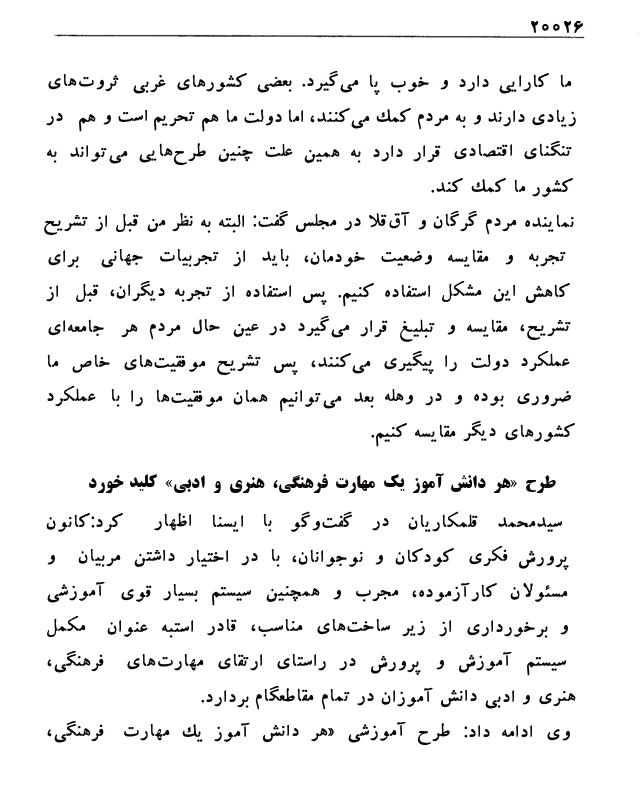 ۲۰۰۲۶
ما کارایی دارد و خوب پا می‌گیرد. بعضی کشورهای غربی ثروت‌های
زیادی دارند و به مردم کمك می‌کنند، اما دولت ما هم تحریم است و هم در
تنگنای اقتصادی قرار دارد به همین علت چنین طرح‌هایی می‌تواند به
کشور ما کمك کند.
نماینده مردم گرگان و آق‌قلا در مجلس گفت: البته به نظر من قبل از تشریح
تجربه و مقایسه وضعیت خودمان، باید از تجربیات جهانی برای
کاهش این مشکل استفاده کنیم. پس استفاده از تجربه دیگران، قبل از
تشریح، مقایسه و تبلیغ قرار می‌گیرد در عین حال مردم هر جامعه‌ای
عملکرد دولت را پیگیری می‌کنند، پس تشریح موفقیت‌های خاص ما
ضروری بوده و در وهله بعد می‌توانیم همان موفقیت‌ها را با عملکرد
کشورهای دیگر مقایسه کنیم.
طرح «هر دانش آموز یک مهارت فرهنگی، هنری و ادبی» کلید خورد
سیدمحمد قلمکاریان در گفت‌وگو با ایسنا اظهار کرد:کانون
پرورش فکری کودکان و نوجوانان، با در اختیار داشتن مربیان و
مسئولان کارآزموده، مجرب و همچنین سیستم بسیار قوی آموزشی
و برخورداری از زیر ساخت‌های مناسب، قادر استبه عنوان مکمل
سیستم آموزش و پرورش در راستای ارتقای مهارت‌های فرهنگی،
هنری و ادبی دانش آموزان در تمام مقاطعگام بردارد.
وی ادامه داد: طرح آموزشی «هر دانش آموز یك مهارت فرهنگی،